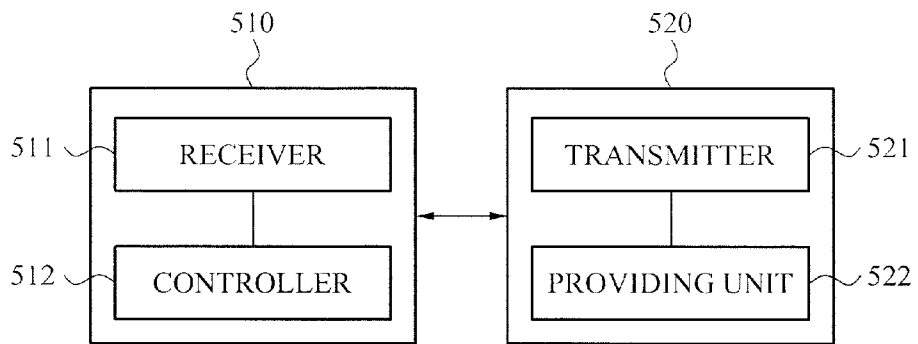 510
520
511
RECEIVER
TRANSMITTER
521
512
CONTROLLER
PROVIDING UNIT
522